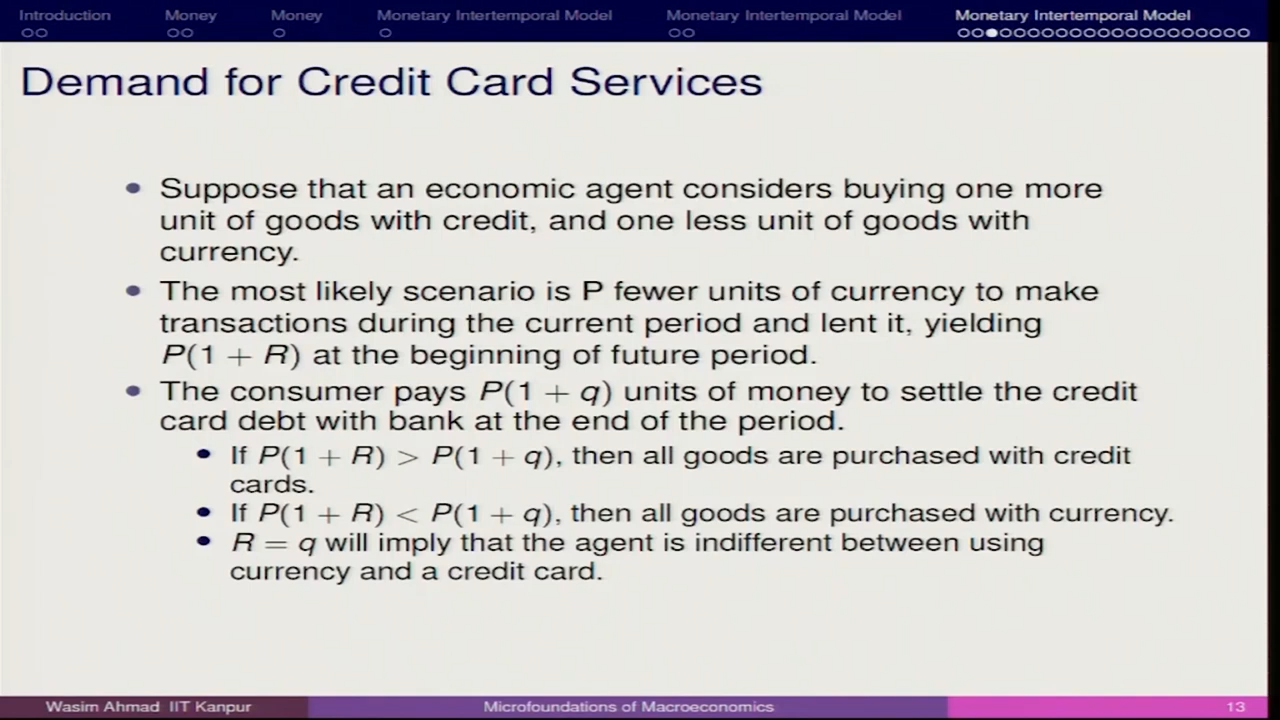 Introduction Money Money Monetary Intertemporal Model Monetary Intertemporal Model Monetary Intertemporal Model
Demand for Credit Card Services
• Suppose that an economic agent considers buying one more
unit of goods with credit, and one less unit of goods with
currency.
• The most likely scenario is P fewer units of currency to make
transactions during the current period and lent it, yielding
P(1 + R) at the beginning of future period.
• The consumer pays P(1 + q) units of money to settle the credit
card debt with bank at the end of the period.
• If P(1 + R) > P(1 + q), then all goods are purchased with credit
cards.
• If P(1 + R) < P(1 + q), then all goods are purchased with currency.
• R = q will imply that the agent is indifferent between using
currency and a credit card.
Wasim Ahmad IIT Kanpur Microfoundations of Macroeconomics 13